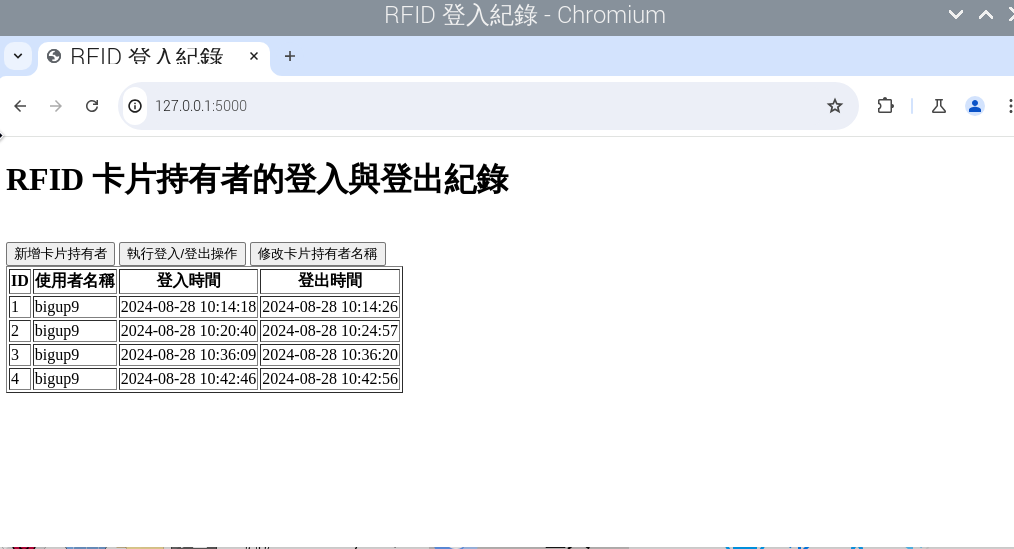 RFID 登入紀錄 - Chromium
RFID 登入紀錄
127.0.0.1:5000
RFID 卡片持有者的登入與登出紀錄
新增卡片持有者 執行登入/登出操作 修改卡片持有者名稱
ID 使用者名稱 登入時間 登出時間
1 bigup9 2024-08-28 10:14:18 2024-08-28 10:14:26
2 bigup9 2024-08-28 10:20:40 2024-08-28 10:24:57
3 bigup9 2024-08-28 10:36:09 2024-08-28 10:36:20
4 bigup9 2024-08-28 10:42:46 2024-08-28 10:42:56